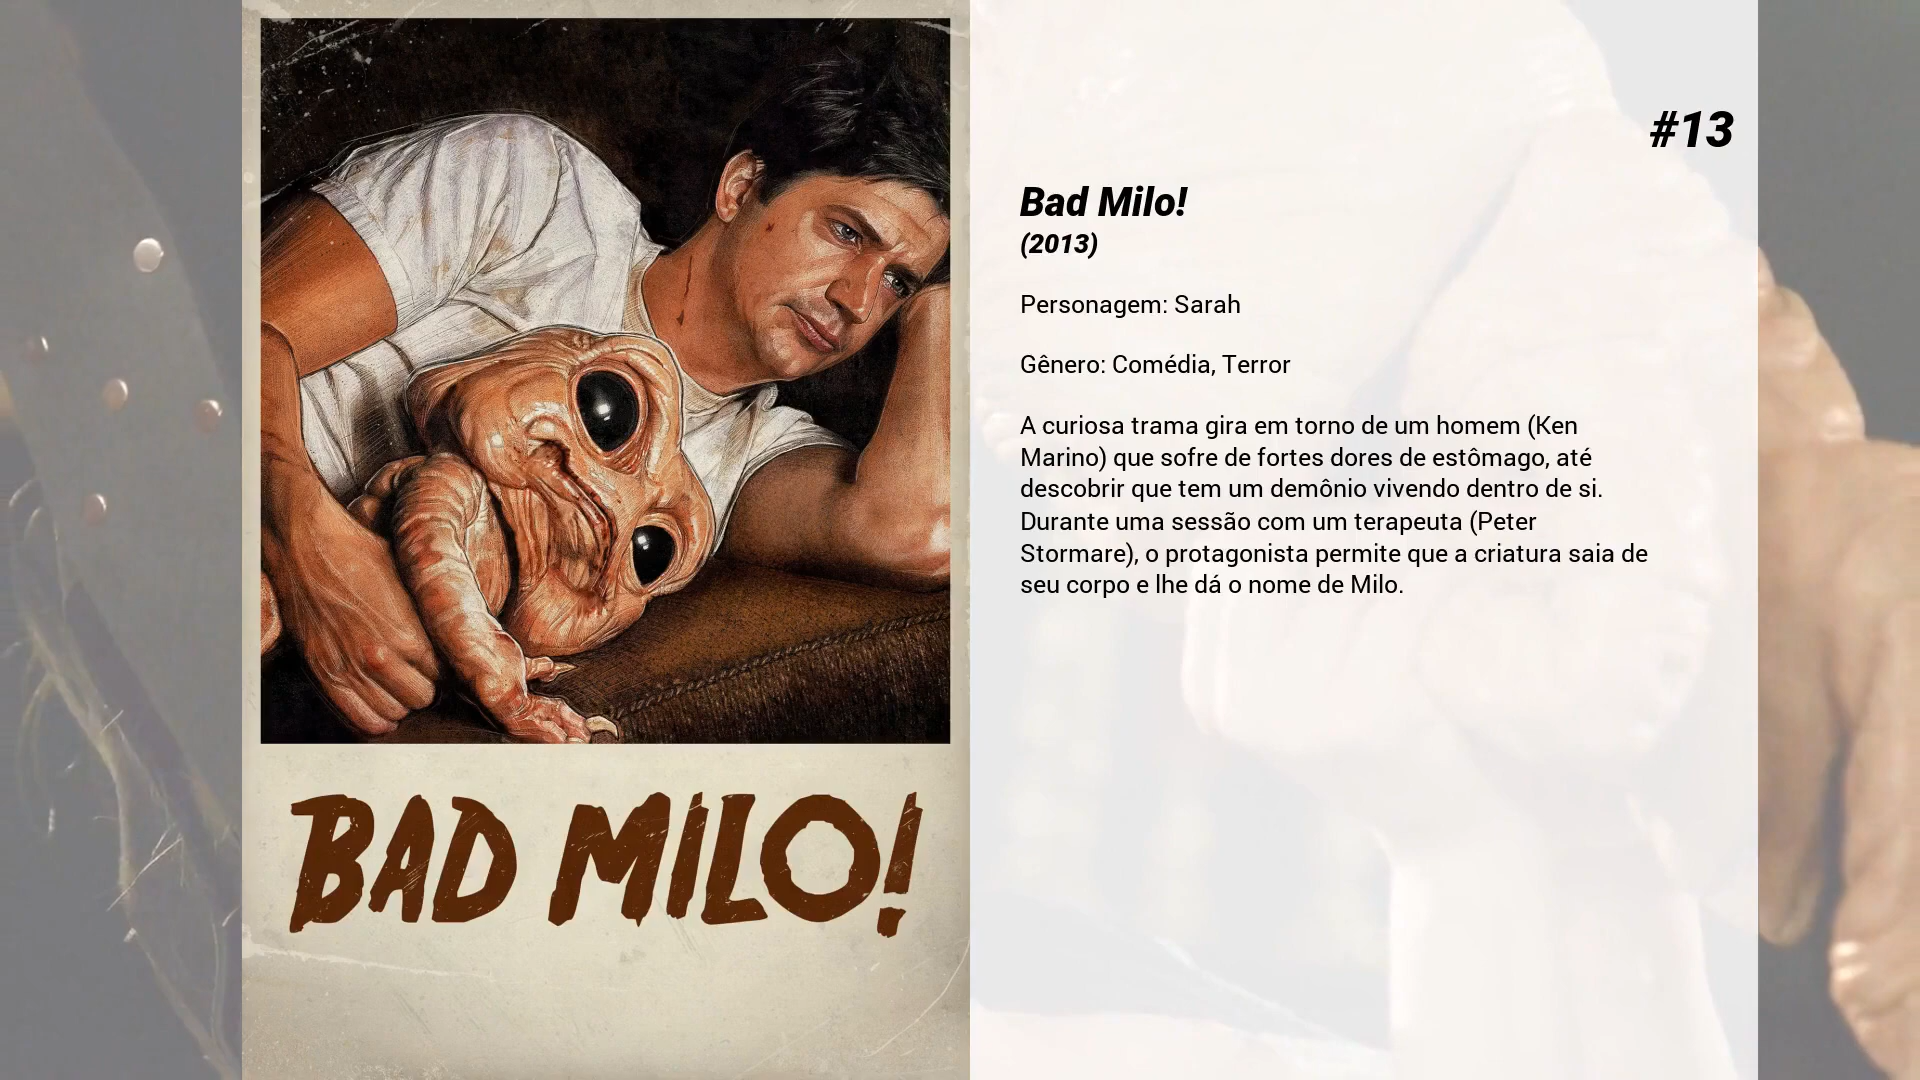 BAD MILO!
#13
Bad Milo!
(2013)
Personagem: Sarah
Gênero: Comédia, Terror
A curiosa trama gira em torno de um homem (Ken
Marino) que sofre de fortes dores de estômago, até
descobrir que tem um demônio vivendo dentro de si.
Durante uma sessão com um terapeuta (Peter
Stormare), o protagonista permite que a criatura saia de
seu corpo e lhe dá o nome de Milo.